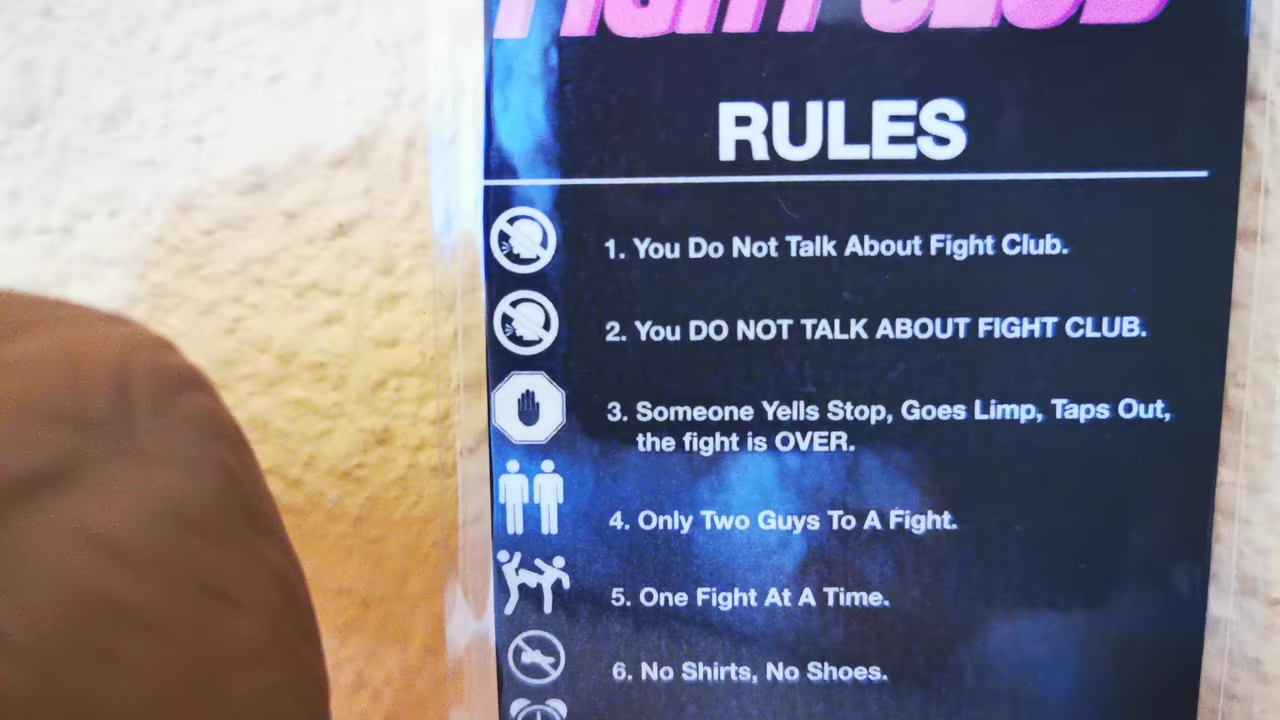 FIGHT CLUB
RULES
1. You Do Not Talk About Fight Club.
2. You DO NOT TALK ABOUT FIGHT CLUB.
3. Someone Yells Stop, Goes Limp, Taps Out,
the fight is OVER.
4. Only Two Guys To A Fight.
5. One Fight At A Time.
6. No Shirts, No Shoes.